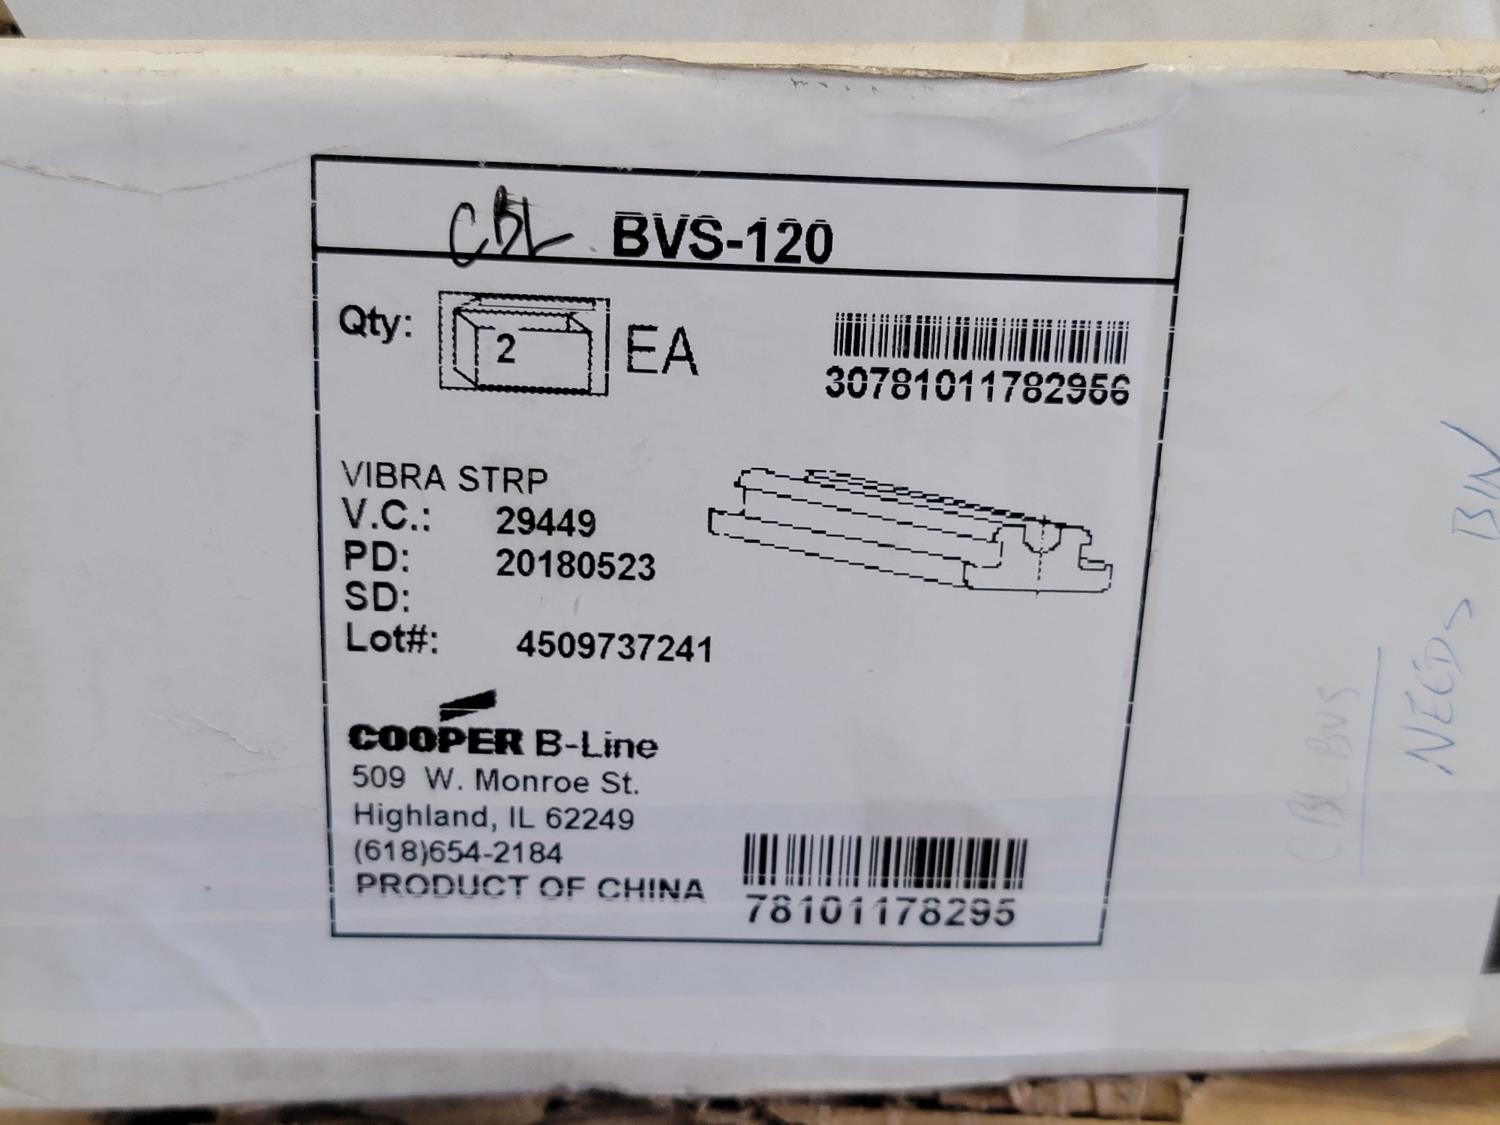 CBL BVS-120
Qty: 2 EA
30781011782956
VIBRA STRP
V.C.: 29449
PD: 20180523
SD:
Lot#: 4509737241
COOPER B-Line
509 W. Monroe St.
Highland, IL 62249
(618)654-2184
PRODUCT OF CHINA
78101178295
CBL BVS
NEEDS BIN